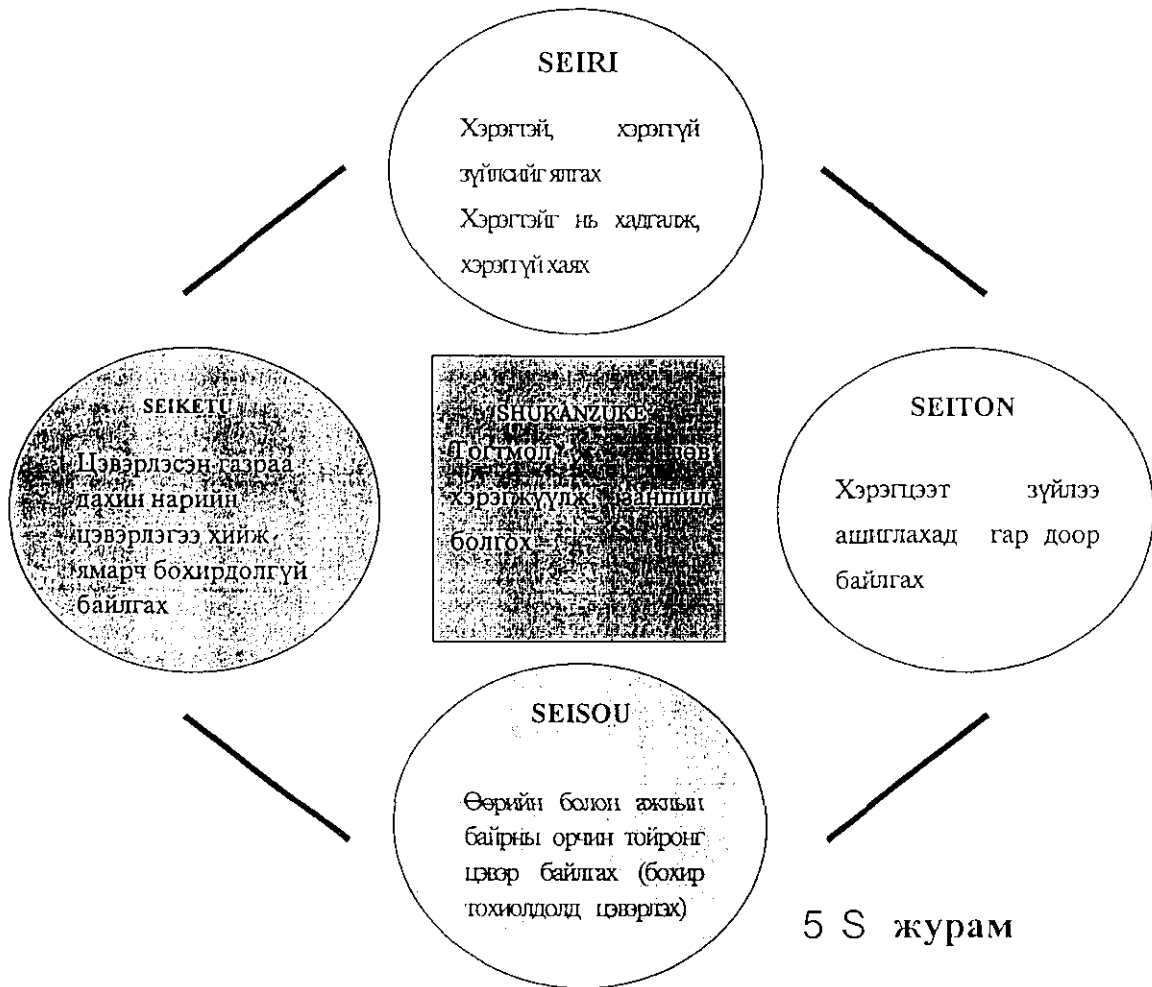 SEIRI
Хэрэгтэй, хэрэггүй
зүйлсийг ялгах
Хэрэгтэйг нь хадгалж,
хэрэггүй хаях
SEIKETU
Цэвэрлэсэн газраа
дахин нарийн
цэвэрлэгээ хийж
ямарч бохирдолгүй
байлгах
SHUKANZUKE
Тогтмол зөв
хэрэгжүүлж заншил
болгох
SEITON
Хэрэгцээт зүйлээ
ашиглахад гар доор
байлгах
SEISOU
Өөрийн болон ажлын
байрны орчин тойронг
цэвэр байлгах (бохир
тохиолдолд цэвэрлэх)
5 S журам